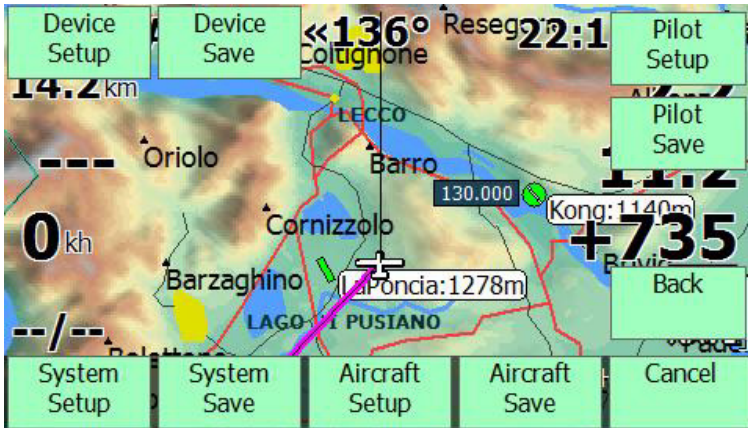 Device
Setup
Device
Save
«136°
Reseg
22:1
Pilot
Setup
Coltignone
14.2km
LECCO
Pilot
Save
---
Oriolo
Barro
11.2
130.000
Kong:1140m
0kh
Cornizzolo
+735
Barzaghino
LaPoncia:1278m
Back
--/--
LAGO
I PUSIANO
System
Setup
System
Save
Aircraft
Setup
Aircraft
Save
Cancel